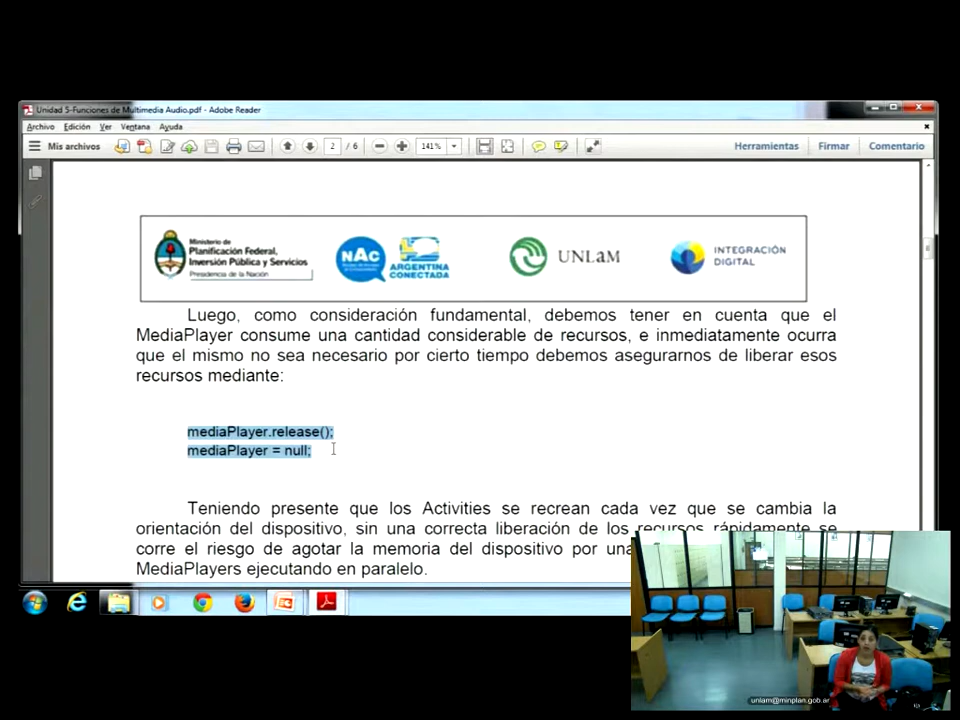 Unidad 5-Funciones de Multimedia Audio.pdf - Adobe Reader
Archivo Edición Ver Ventana Ayuda
Mis archivos 2 / 6 141% Herramientas Firmar Comentario
Ministerio de
Planificación Federal,
Inversión Pública y Servicios
Presidencia de la Nación
NAC
ARGENTINA
CONECTADA
UNLaM
INTEGRACIÓN
DIGITAL
Luego, como consideración fundamental, debemos tener en cuenta que el
MediaPlayer consume una cantidad considerable de recursos, e inmediatamente ocurra
que el mismo no sea necesario por cierto tiempo debemos asegurarnos de liberar esos
recursos mediante:
mediaPlayer.release();
mediaPlayer = null;
Teniendo presente que los Activities se recrean cada vez que se cambia la
orientación del dispositivo, sin una correcta liberación de los recursos rápidamente se
corre el riesgo de agotar la memoria del dispositivo por una
MediaPlayers ejecutando en paralelo.
unlam@minplan.gob.ar